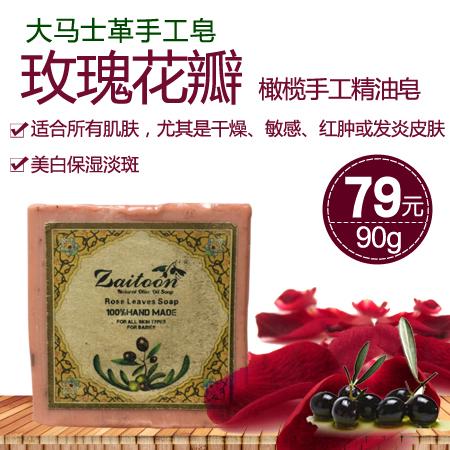 大马士革手工皂
玫瑰花瓣 橄榄手工精油皂
适合所有肌肤，尤其是干燥、敏感、红肿或发炎皮肤
美白保湿淡斑
79元
90g
Zaitoon
Natural Olive Oil Soap
Rose Leaves Soap
100%HAND MADE
FOR ALL SKIN TYPES
FOR BABIES